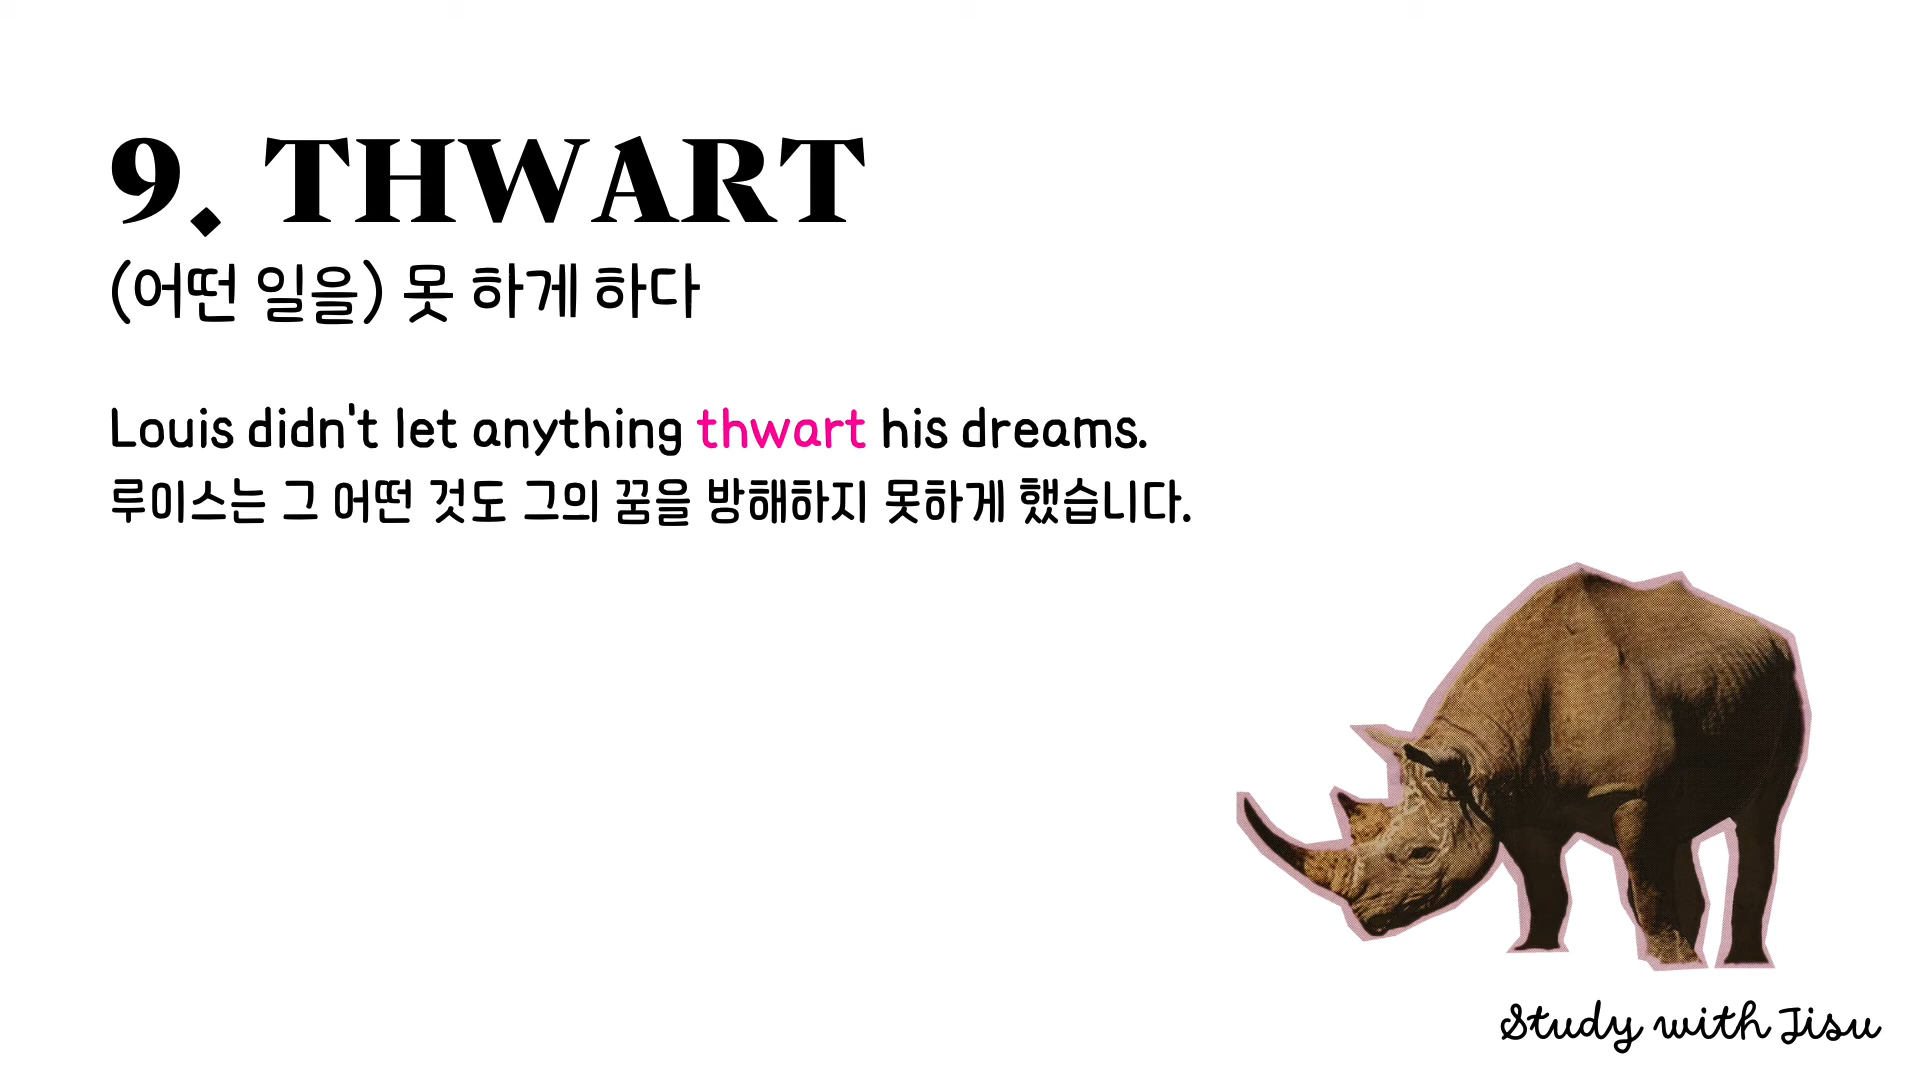 9. THWART
(어떤 일을) 못 하게 하다
Louis didn't let anything thwart his dreams.
루이스는 그 어떤 것도 그의 꿈을 방해하지 못하게 했습니다.
Study with Jisu